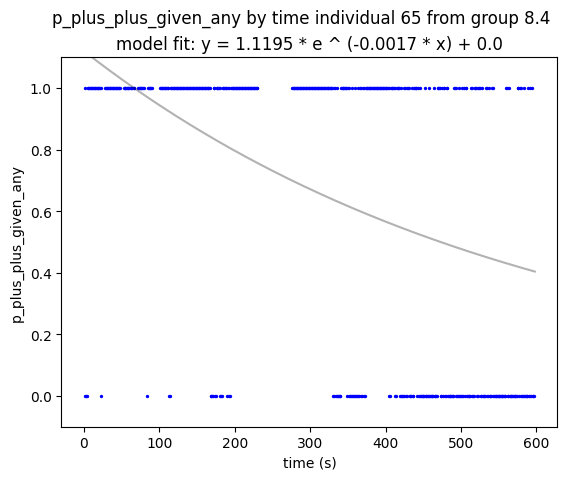 p_plus_plus_given_any by time individual 65 from group 8.4
model fit: y = 1.1195 * e ^ (-0.0017 * x) + 0.0
1.0
0.8
0.6
0.4
0.2
0.0
p_plus_plus_given_any
0 100 200 300 400 500 600
time (s)